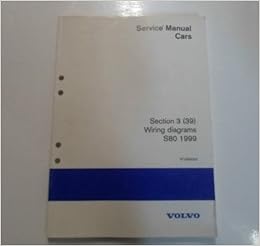 Service Manual
Cars
Section 3 (39)
Wiring diagrams
S80 1999
VOLVO